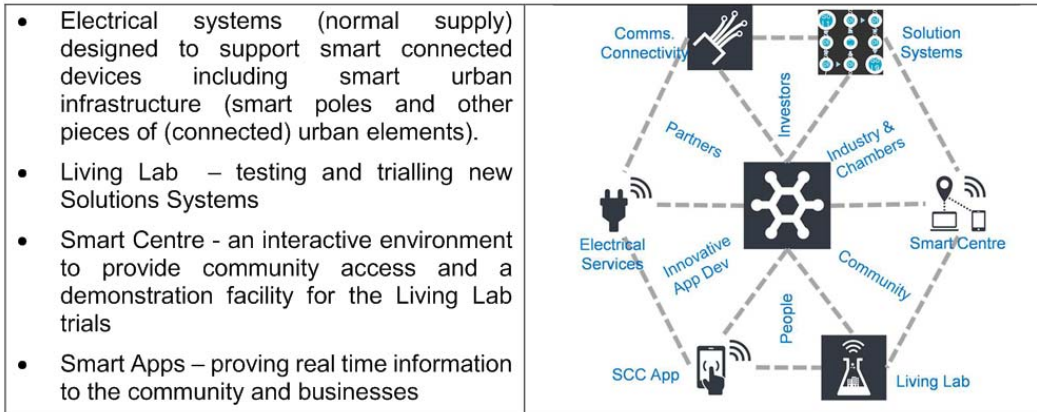 • Electrical systems (normal supply)
designed to support smart connected
devices including smart urban
infrastructure (smart poles and other
pieces of (connected) urban elements).
• Living Lab – testing and trialling new
Solutions Systems
• Smart Centre - an interactive environment
to provide community access and a
demonstration facility for the Living Lab
trials
• Smart Apps – proving real time information
to the community and businesses
Comms.
Connectivity
Solution
Systems
Partners
Investors
Industry &
Chambers
Electrical
Services
Smart Centre
Innovative
App Dev
People
Community
SCC App
Living Lab